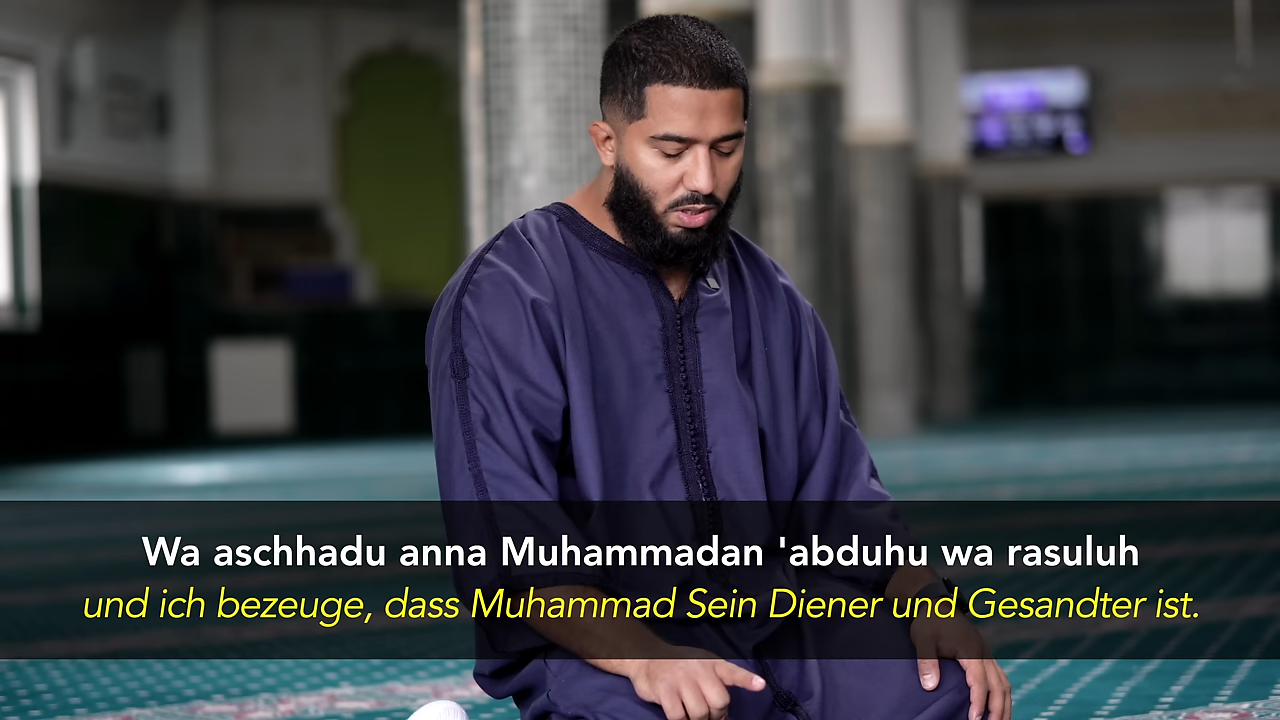 Wa aschhadu anna Muhammadan 'abduhu wa rasuluh
und ich bezeuge, dass Muhammad Sein Diener und Gesandter ist.